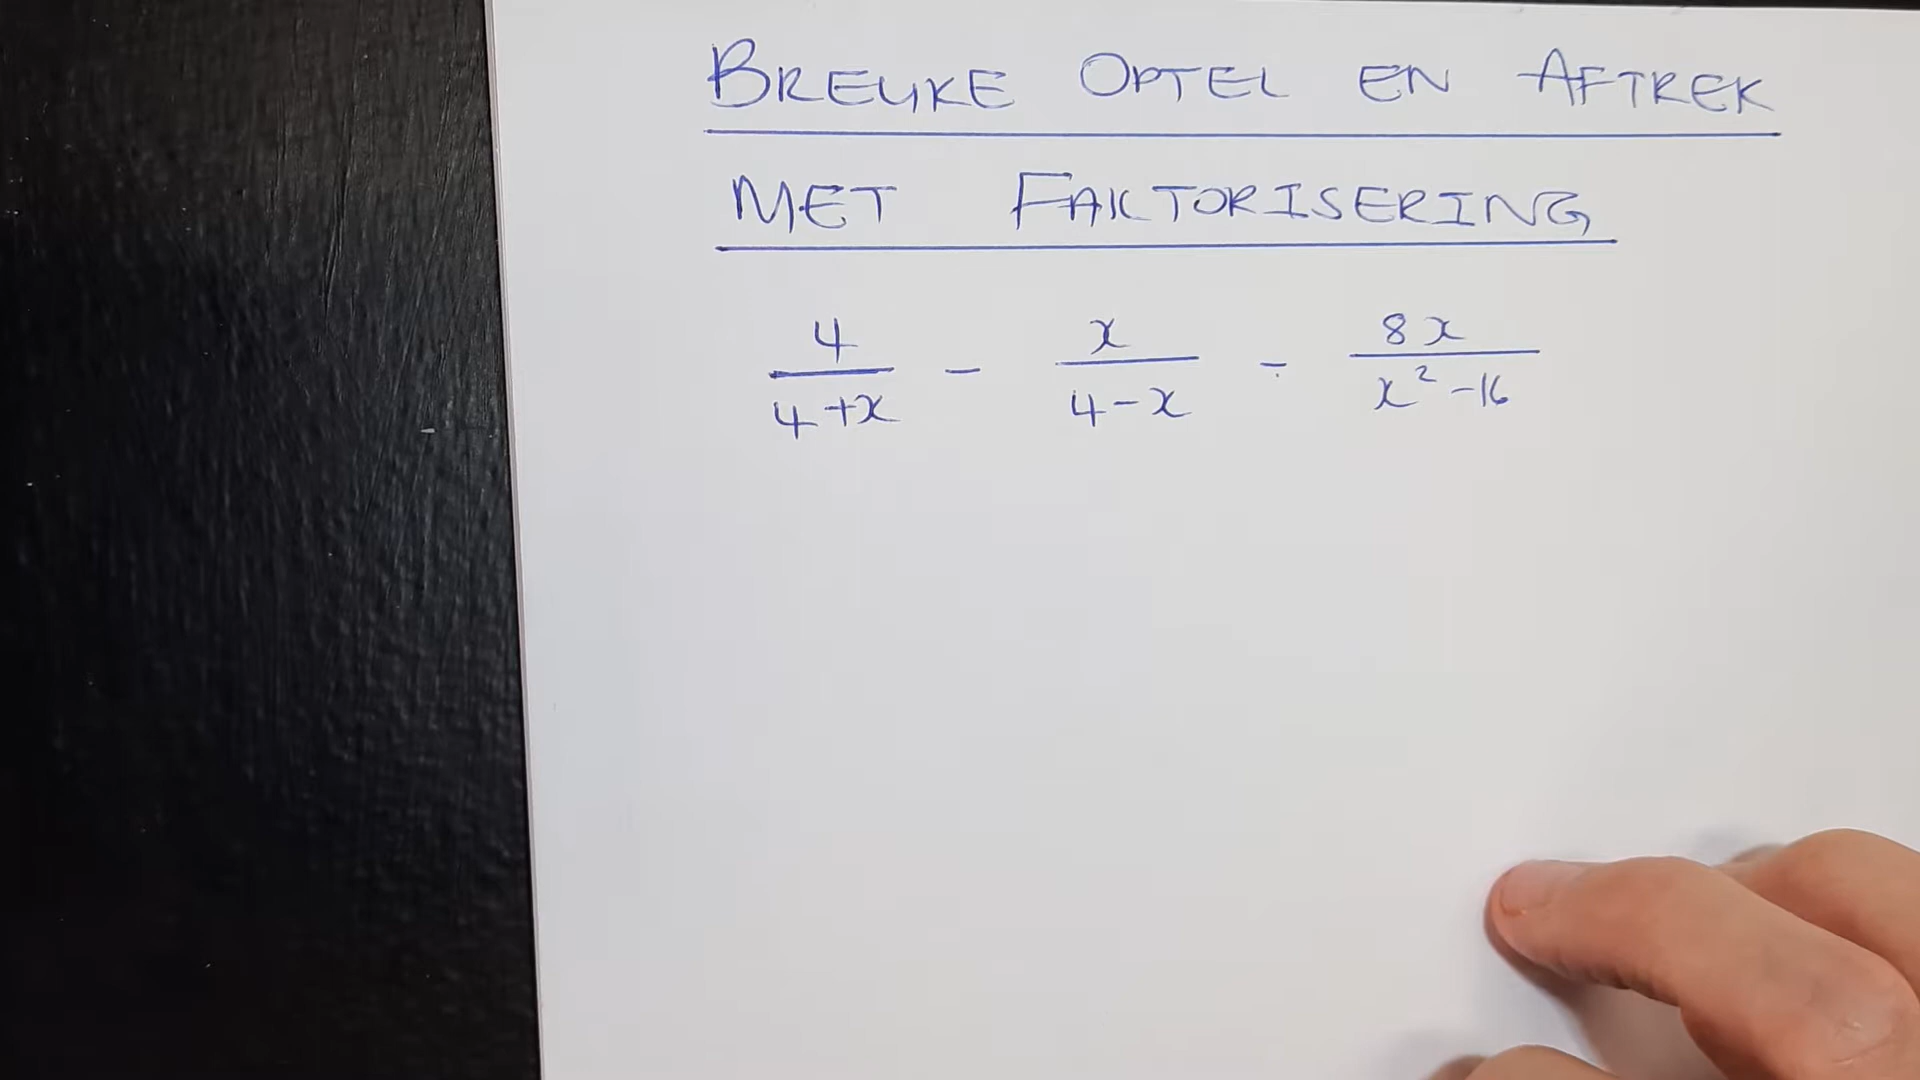 BREUKE OPTEL EN AFTREK
MET FAKTORISERING
4/(4+x) - x/(4-x) ÷ 8x/(x²-16)